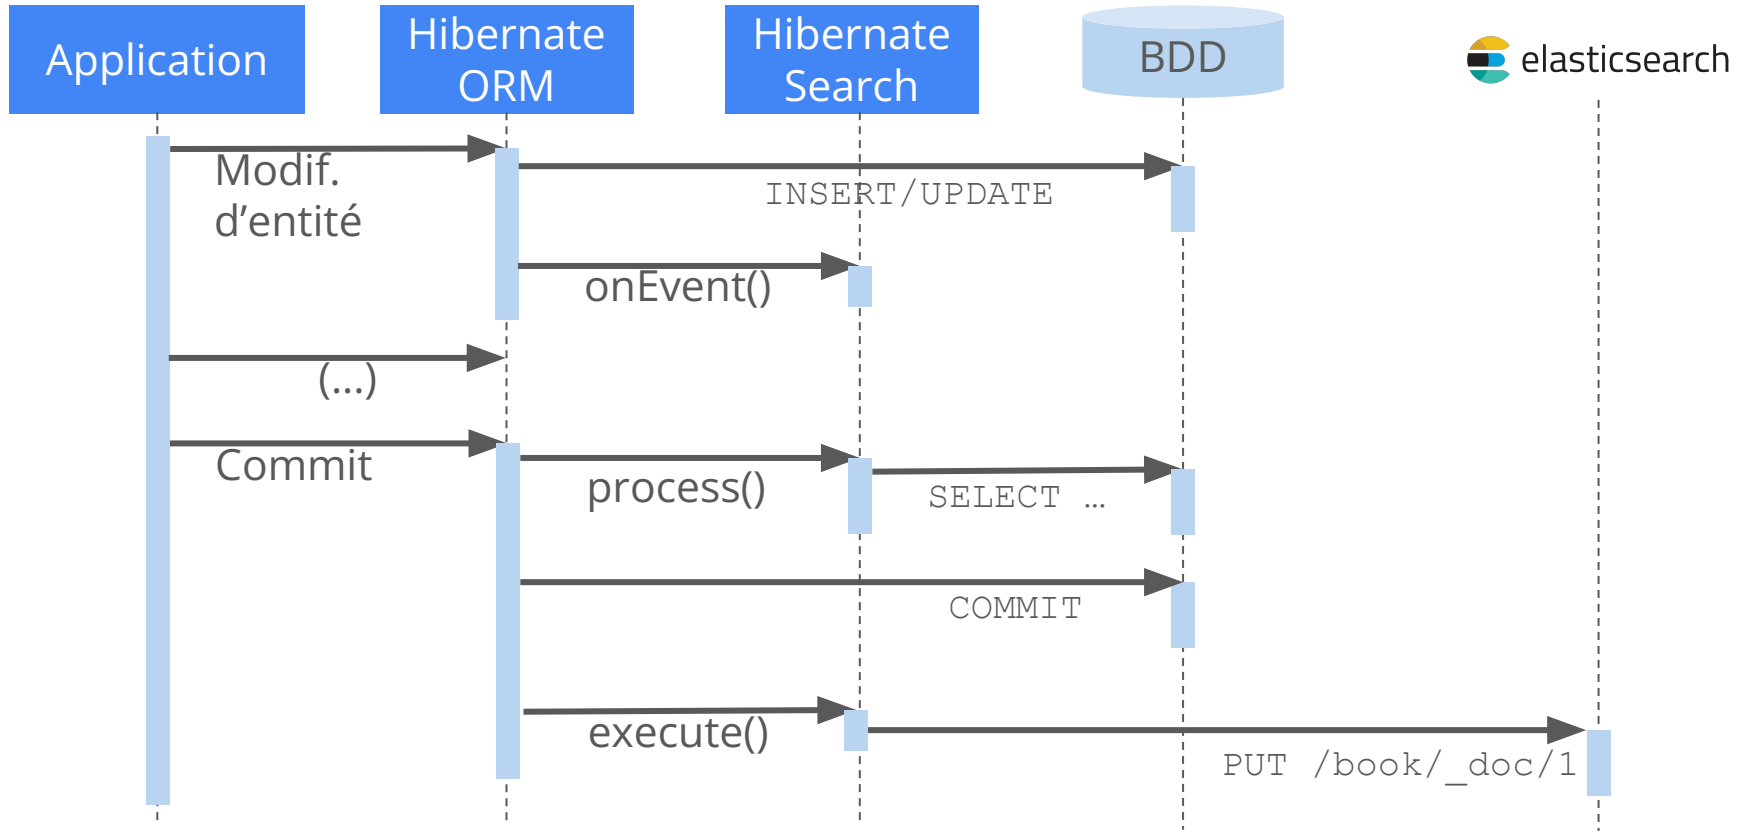 Application
Hibernate
ORM
Hibernate
Search
BDD
elasticsearch
Modif.
d’entité
INSERT/UPDATE
onEvent()
(...)
Commit
process()
SELECT …
COMMIT
execute()
PUT /book/_doc/1